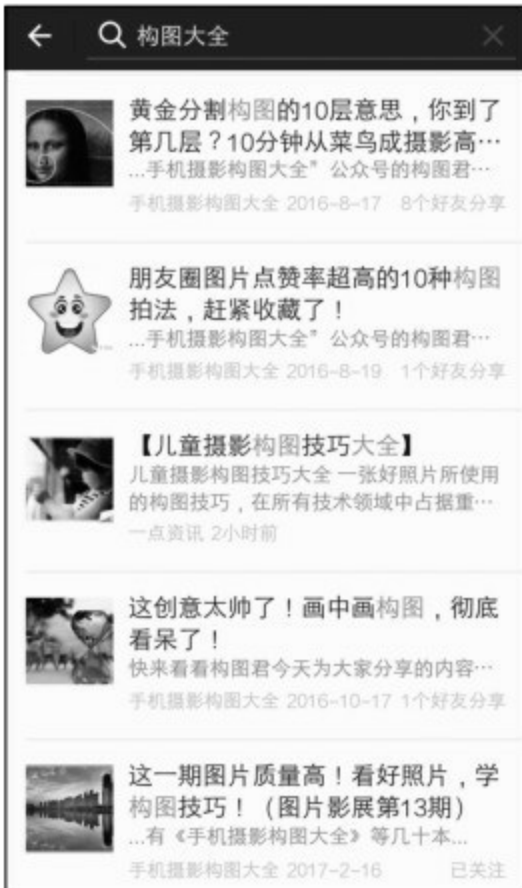 构图大全
黄金分割构图的10层意思，你到了
第几层？10分钟从菜鸟成摄影高…
...手机摄影构图大全”公众号的构图君…
手机摄影构图大全 2016-8-17 8个好友分享
朋友圈图片点赞率超高的10种构图
拍法，赶紧收藏了！
...手机摄影构图大全”公众号的构图君…
手机摄影构图大全 2016-8-19 1个好友分享
【儿童摄影构图技巧大全】
儿童摄影构图技巧大全 一张好照片所使用
的构图技巧，在所有技术领域中占据重…
一点资讯 2小时前
这创意太帅了！画中画构图，彻底
看呆了！
快来看看构图君今天为大家分享的内容…
手机摄影构图大全 2016-10-17 1个好友分享
这一期图片质量高！看好照片，学
构图技巧！（图片影展第13期）
...有《手机摄影构图大全》等几十本...
手机摄影构图大全 2017-2-16 已关注